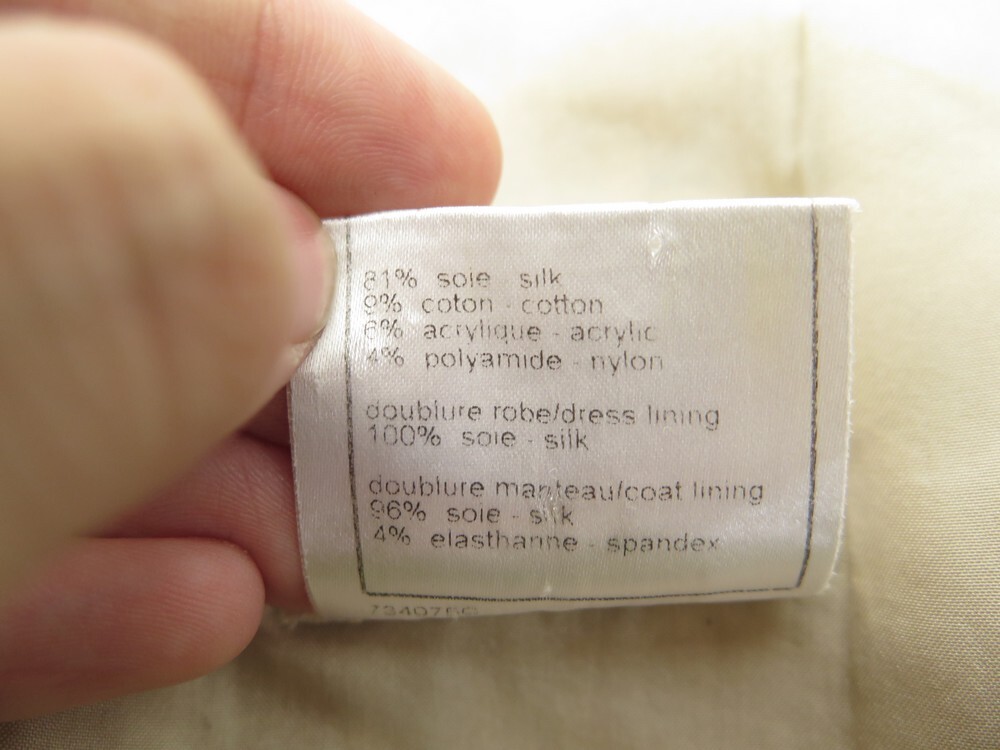 81% soie - silk
9% coton - cotton
6% acrylique - acrylic
4% polyamide - nylon
doublure robe/dress lining
100% soie - silk
doublure manteau/coat lining
96% soie - silk
4% elasthanne - spandex